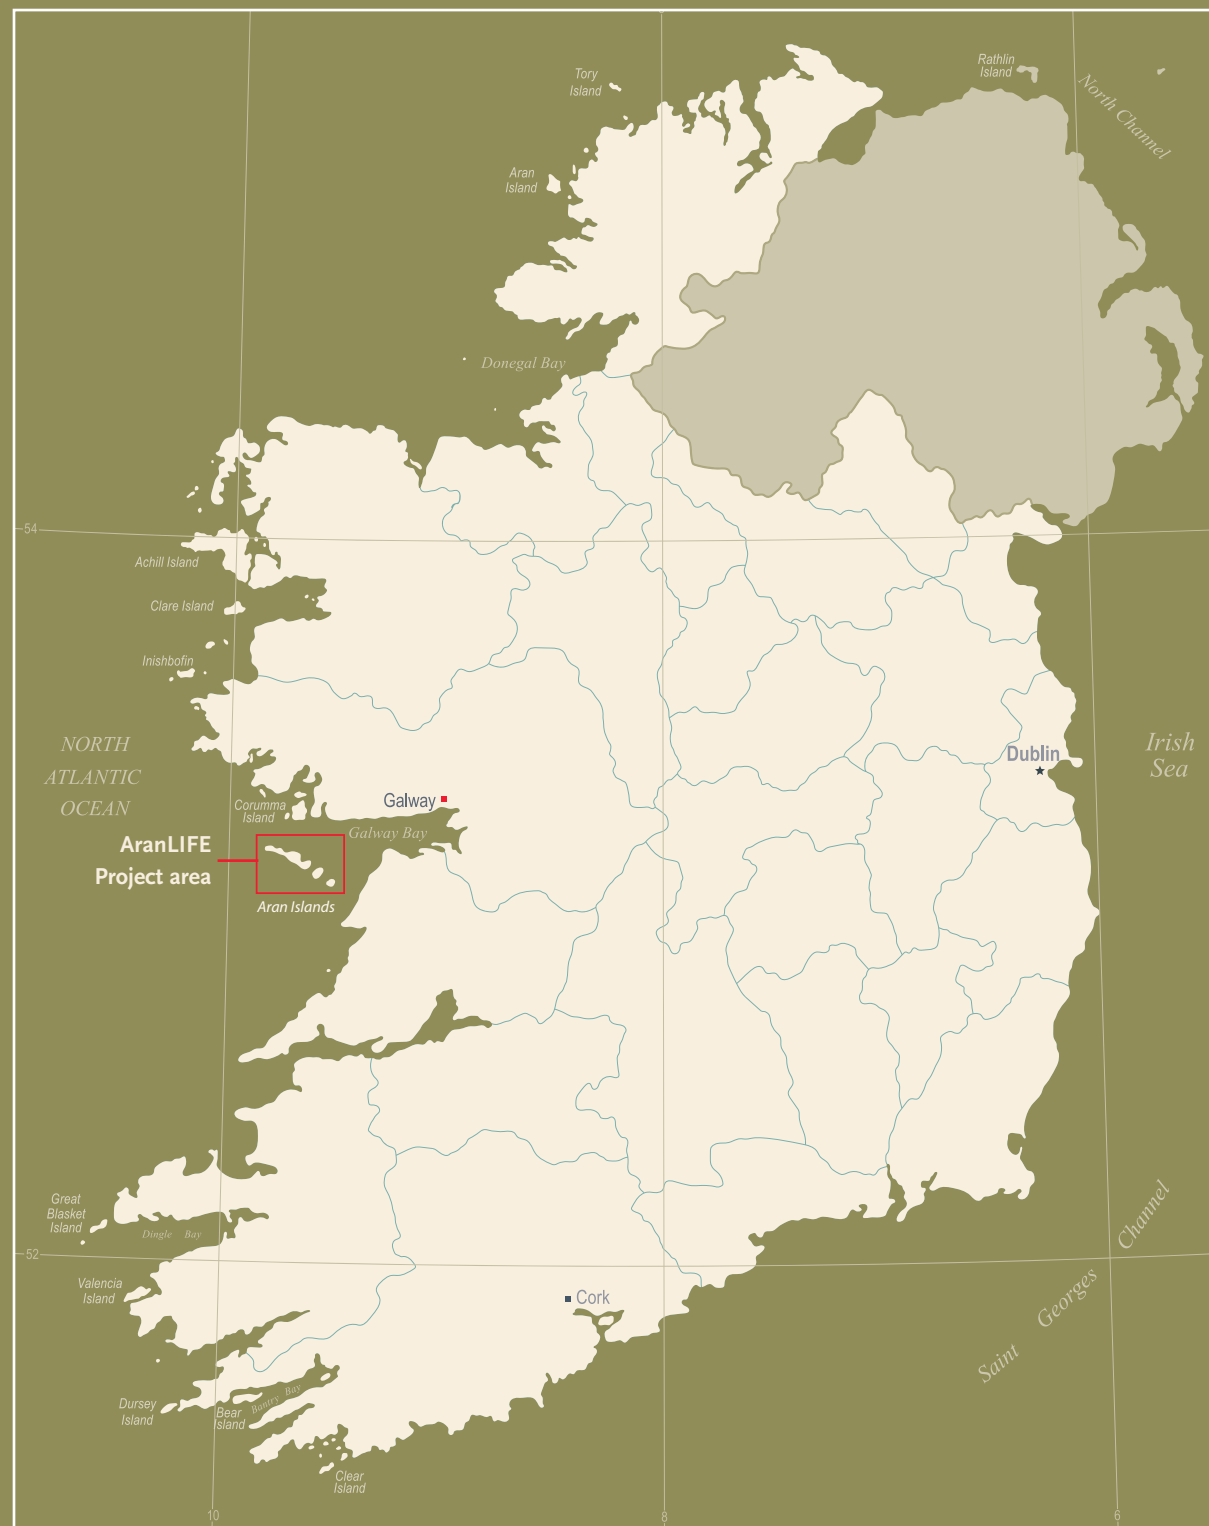 Tory
Island
Rathlin
Island
North Channel
Aran
Island
Donegal Bay
54
Achill Island
Clare Island
Inishbofin
NORTH
ATLANTIC
OCEAN
Irish
Sea
Dublin
Galway
Corumma
Island
Galway Bay
AranLIFE
Project area
Aran Islands
Great
Blasket
Island
Dingle Bay
52
Valencia
Island
Cork
Saint Georges Channel
Dursey
Island
Bear
Island
Bantry Bay
Clear
Island
10
8
6